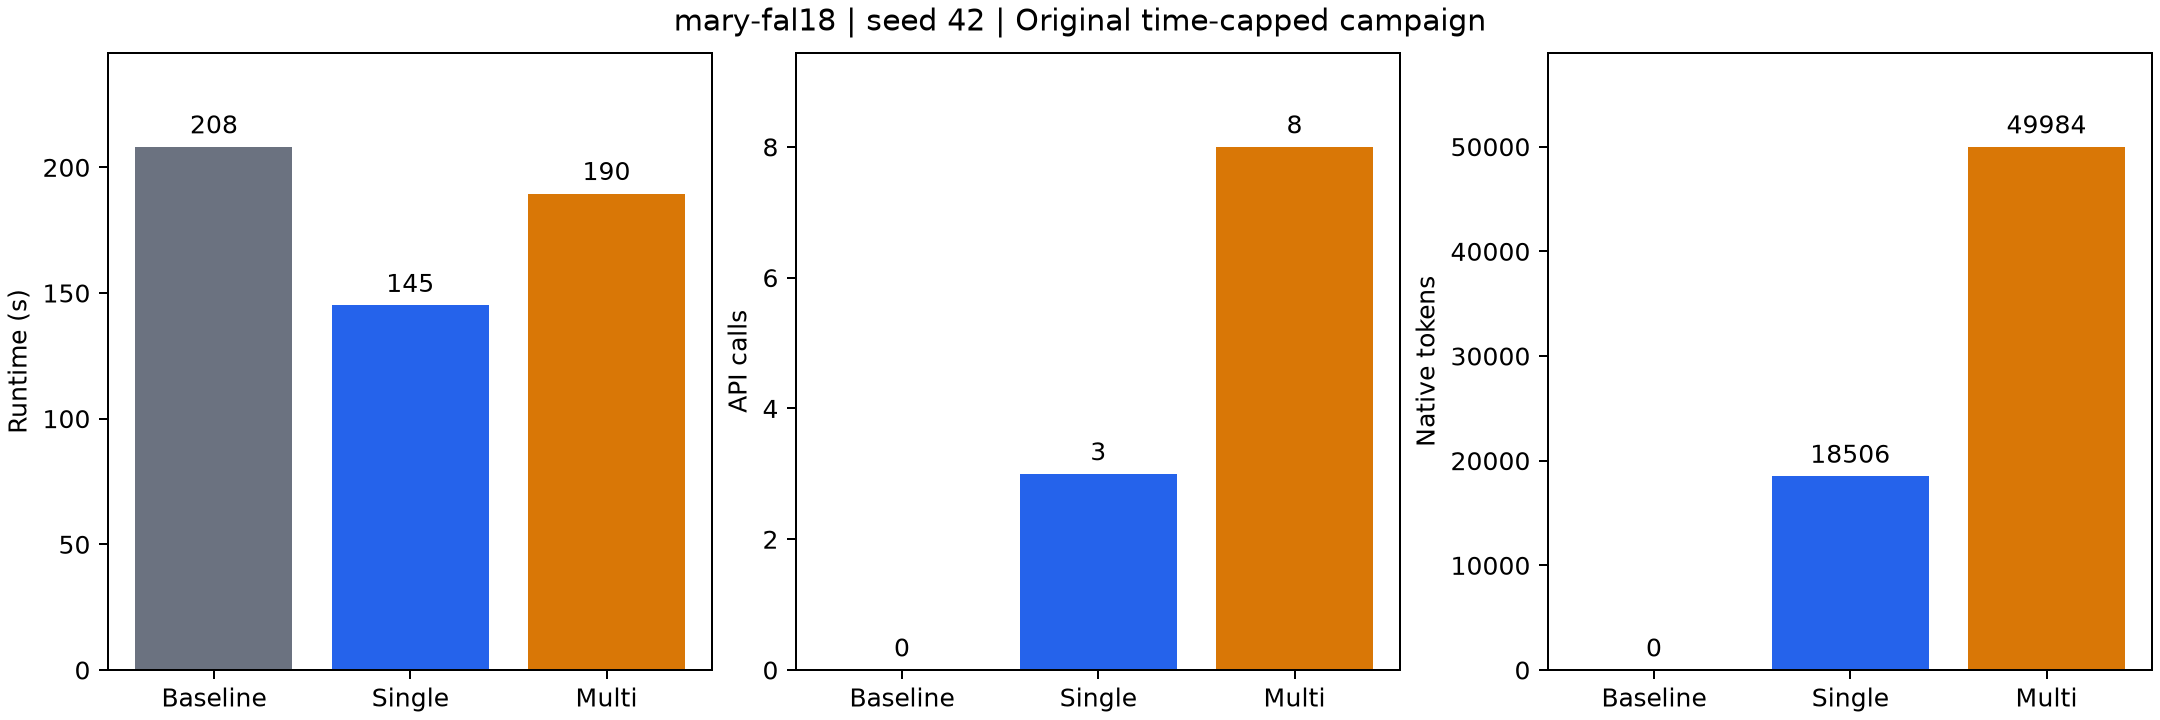 mary-fal18 | seed 42 | Original time-capped campaign
Runtime (s)
200
150
100
50
0
208
145
190
Baseline
Single
Multi
API calls
8
6
4
2
0
0
3
8
Baseline
Single
Multi
Native tokens
50000
40000
30000
20000
10000
0
0
18506
49984
Baseline
Single
Multi